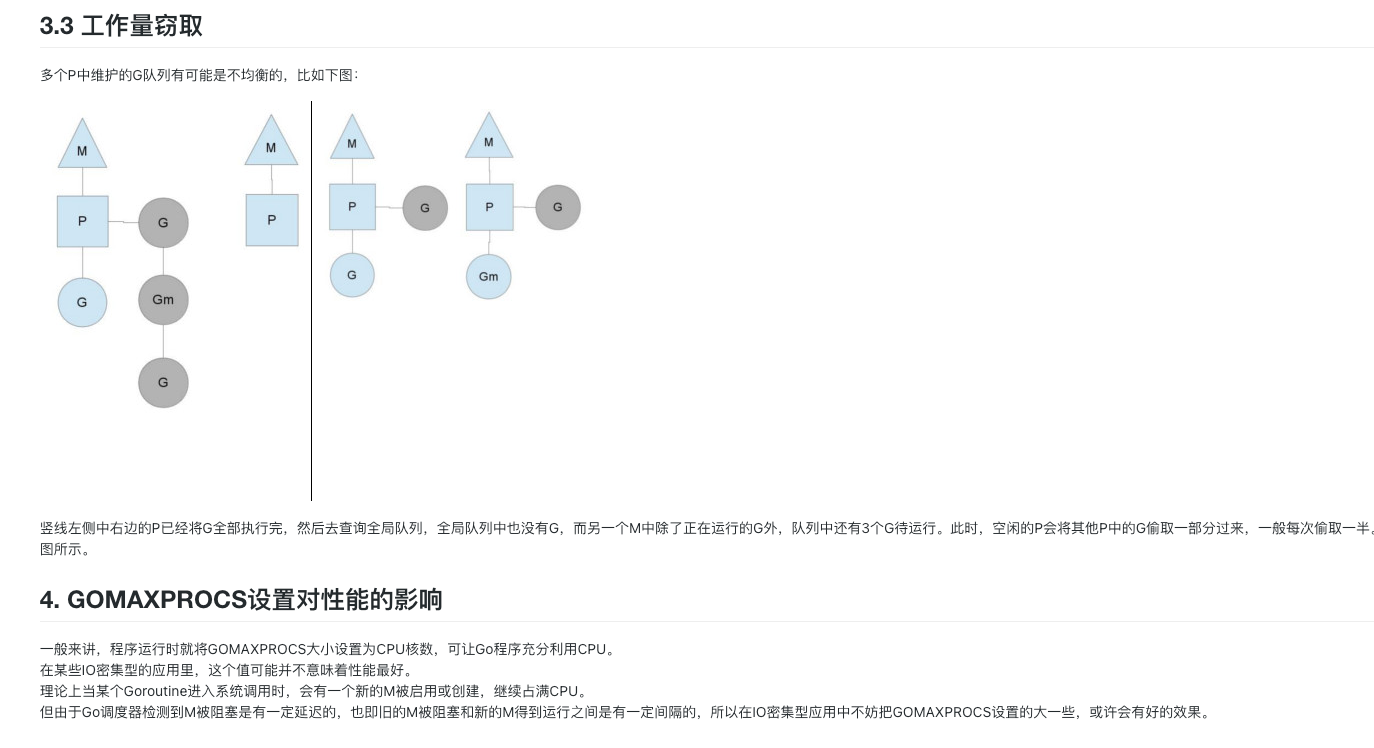 3.3 工作量窃取
多个P中维护的G队列有可能是不均衡的，比如下图：
M
M
M
M
P
G
P
P
G
P
G
G
Gm
G
Gm
G
竖线左侧中右边的P已经将G全部执行完，然后去查询全局队列，全局队列中也没有G，而另一个M中除了正在运行的G外，队列中还有3个G待运行。此时，空闲的P会将其他P中的G偷取一部分过来，一般每次偷取一半。
图所示。
4. GOMAXPROCS设置对性能的影响
一般来讲，程序运行时就将GOMAXPROCS大小设置为CPU核数，可让Go程序充分利用CPU。
在某些IO密集型的应用里，这个值可能并不意味着性能最好。
理论上当某个Goroutine进入系统调用时，会有一个新的M被启用或创建，继续占满CPU。
但由于Go调度器检测到M被阻塞是有一定延迟的，也即旧的M被阻塞和新的M得到运行之间是有一定间隔的，所以在IO密集型应用中不妨把GOMAXPROCS设置的大一些，或许会有好的效果。